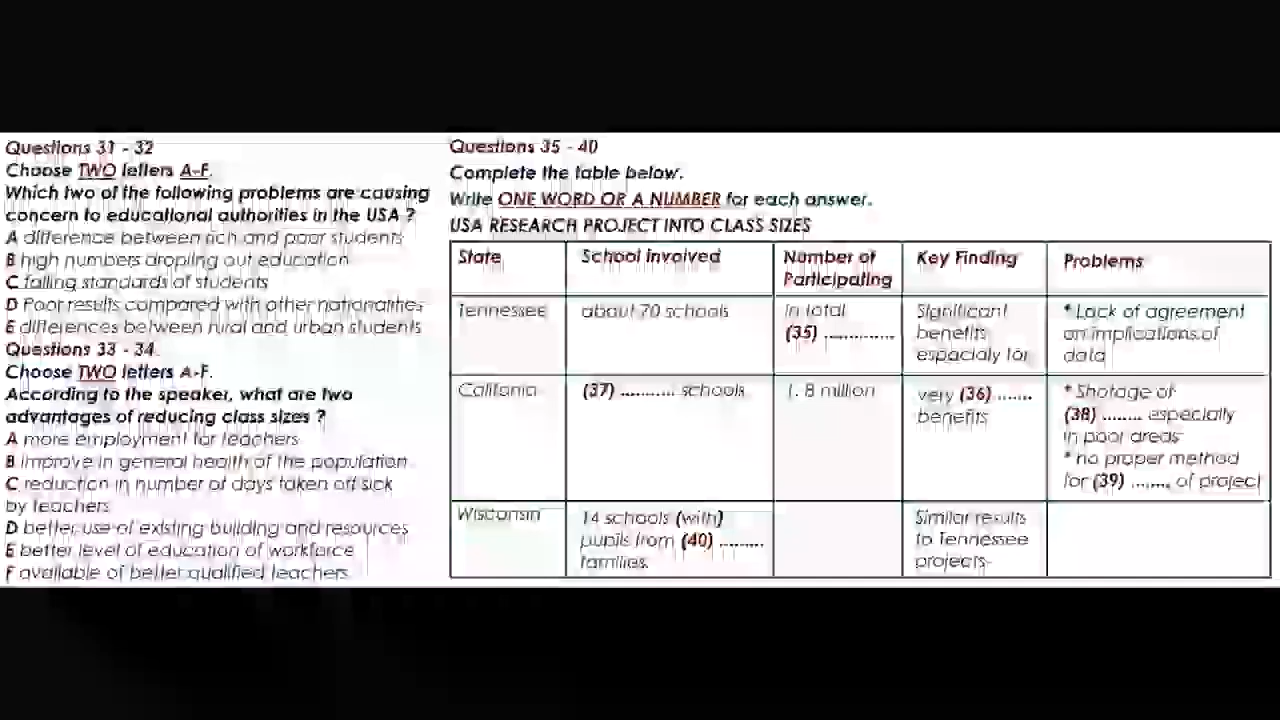 Questions 31 - 32
Choose TWO letters A-F.
Which two of the following problems are causing
concern to educational authorities in the USA ?
A difference between rich and poor students
B high numbers droping out education
C falling standards of students
D Poor results compared with other nationalities
E differences between rural and urban students
Questions 33 - 34
Choose TWO letters A-F.
According to the speaker, what are two
advantages of reducing class sizes ?
A more employment for teachers
B improve in general health of the population
C reduction in number of days taken off sick
by teachers
D better use of existing building and resources
E better level of education of workforce
F available of better qualified teachers
Questions 35 - 40
Complete the table below.
Write ONE WORD OR A NUMBER for each answer.
USA RESEARCH PROJECT INTO CLASS SIZES
State
School involved
Number of
Participating
Key Finding
Problems
Tennessee
about 70 schools
in total
(35) ..............
Significant
benefits
especialy for
* Lack of agreement
on implications of
data
Califonia
(37) ........... schools
1. 8 million
very (36) .......
benefits
* Shotage of
(38) ........ especially
in poor areas
* no proper method
for (39) ........ of project
Wisconsin
14 schools (with)
pupils from (40) .........
families.
Similar results
to Tennessee
projects